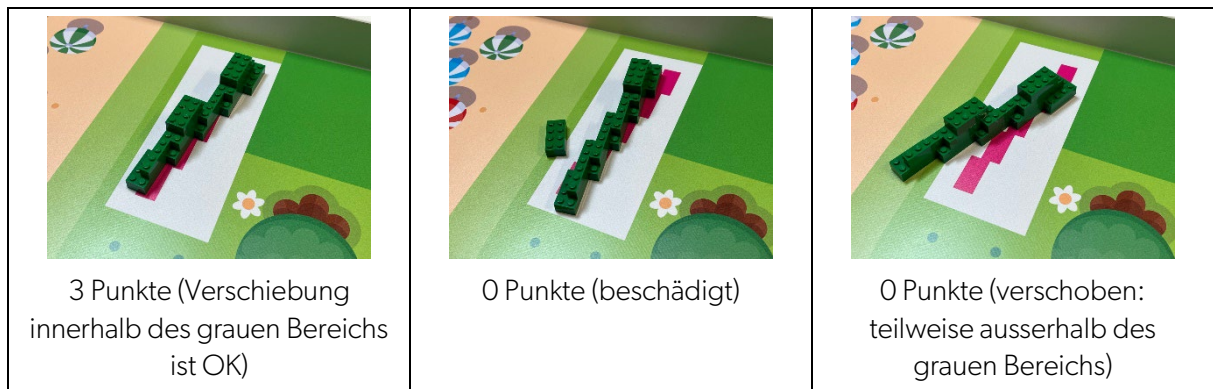 3 Punkte (Verschiebung
innerhalb des grauen Bereichs
ist OK)
0 Punkte (beschädigt)
0 Punkte (verschoben:
teilweise ausserhalb des
grauen Bereichs)